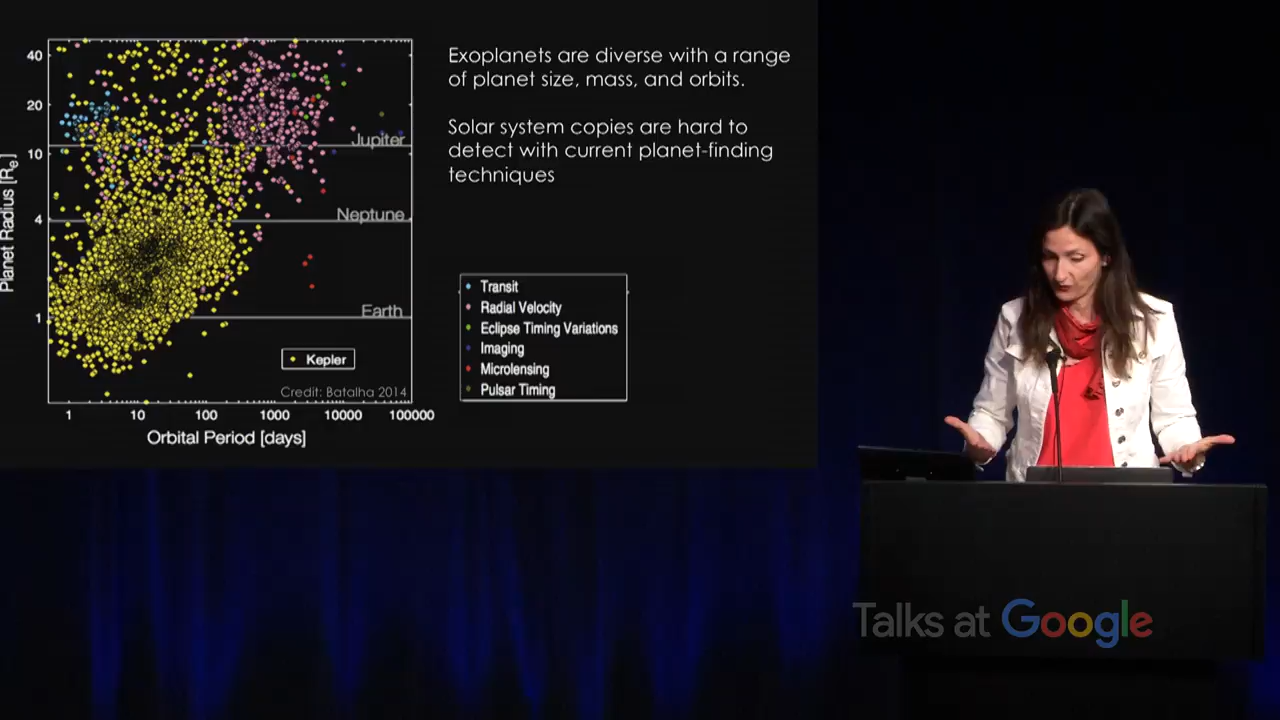 Exoplanets are diverse with a range
of planet size, mass, and orbits.
Solar system copies are hard to
detect with current planet-finding
techniques
40
20
10
4
1
Planet Radius [Re]
Jupiter
Neptune
Earth
Kepler
Credit: Batalha 2014
1
10
100
1000
10000
100000
Orbital Period [days]
Transit
Radial Velocity
Eclipse Timing Variations
Imaging
Microlensing
Pulsar Timing
Talks at Google